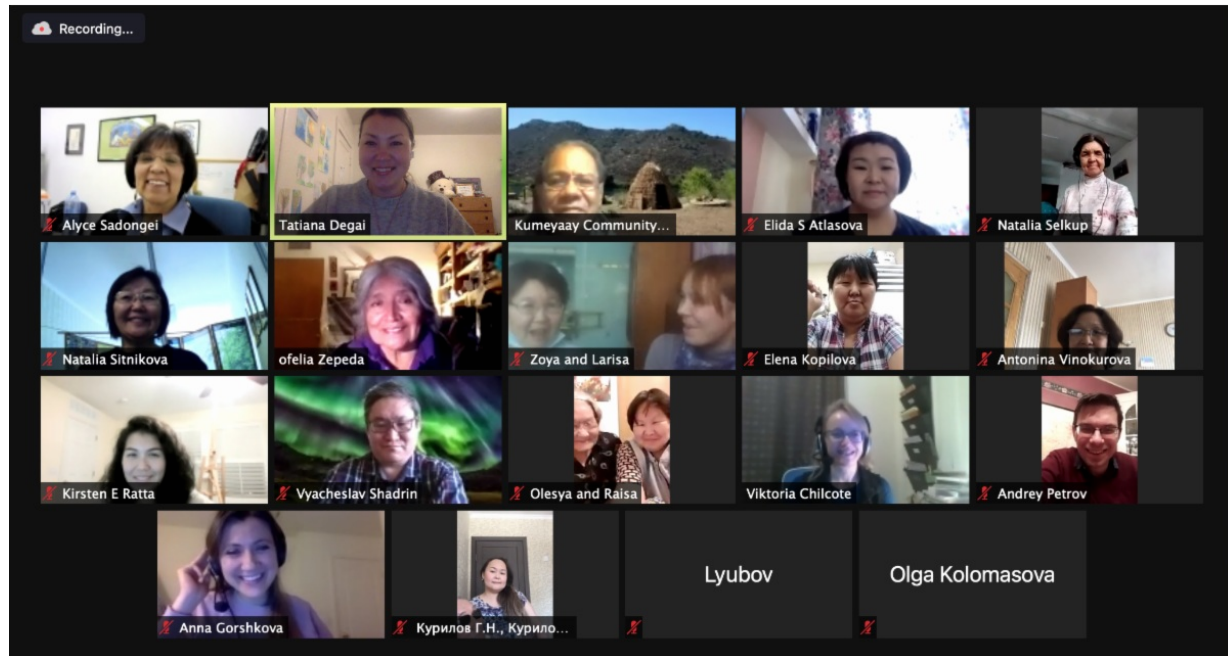 Recording...
Alyce Sadongei
Tatiana Degai
Kumeyaay Community...
Elida S Atlasova
Natalia Selkup
Natalia Sitnikova
ofelia Zepeda
Zoya and Larisa
Elena Kopilova
Antonina Vinokurova
Kirsten E Ratta
Vyacheslav Shadrin
Olesya and Raisa
Viktoria Chilcote
Andrey Petrov
Anna Gorshkova
Курилов Г.Н., Курило...
Lyubov
Olga Kolomasova